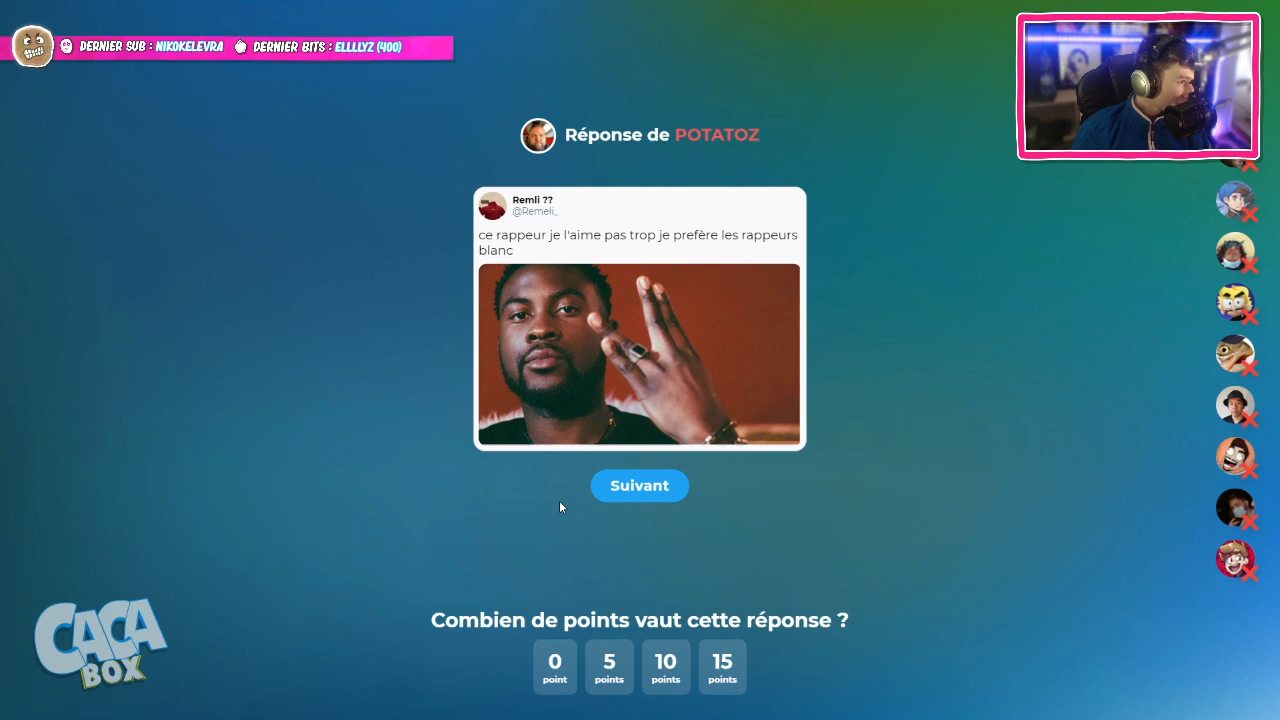 DERNIER SUB : NIKOKELEVRA DERNIER BITS : ELLLLYZ (400)
Réponse de POTATOZ
Remli ??
@Remeli_
ce rappeur je l'aime pas trop je prefère les rappeurs
blanc
Suivant
CACA
BOX
Combien de points vaut cette réponse ?
0 5 10 15
point points points points